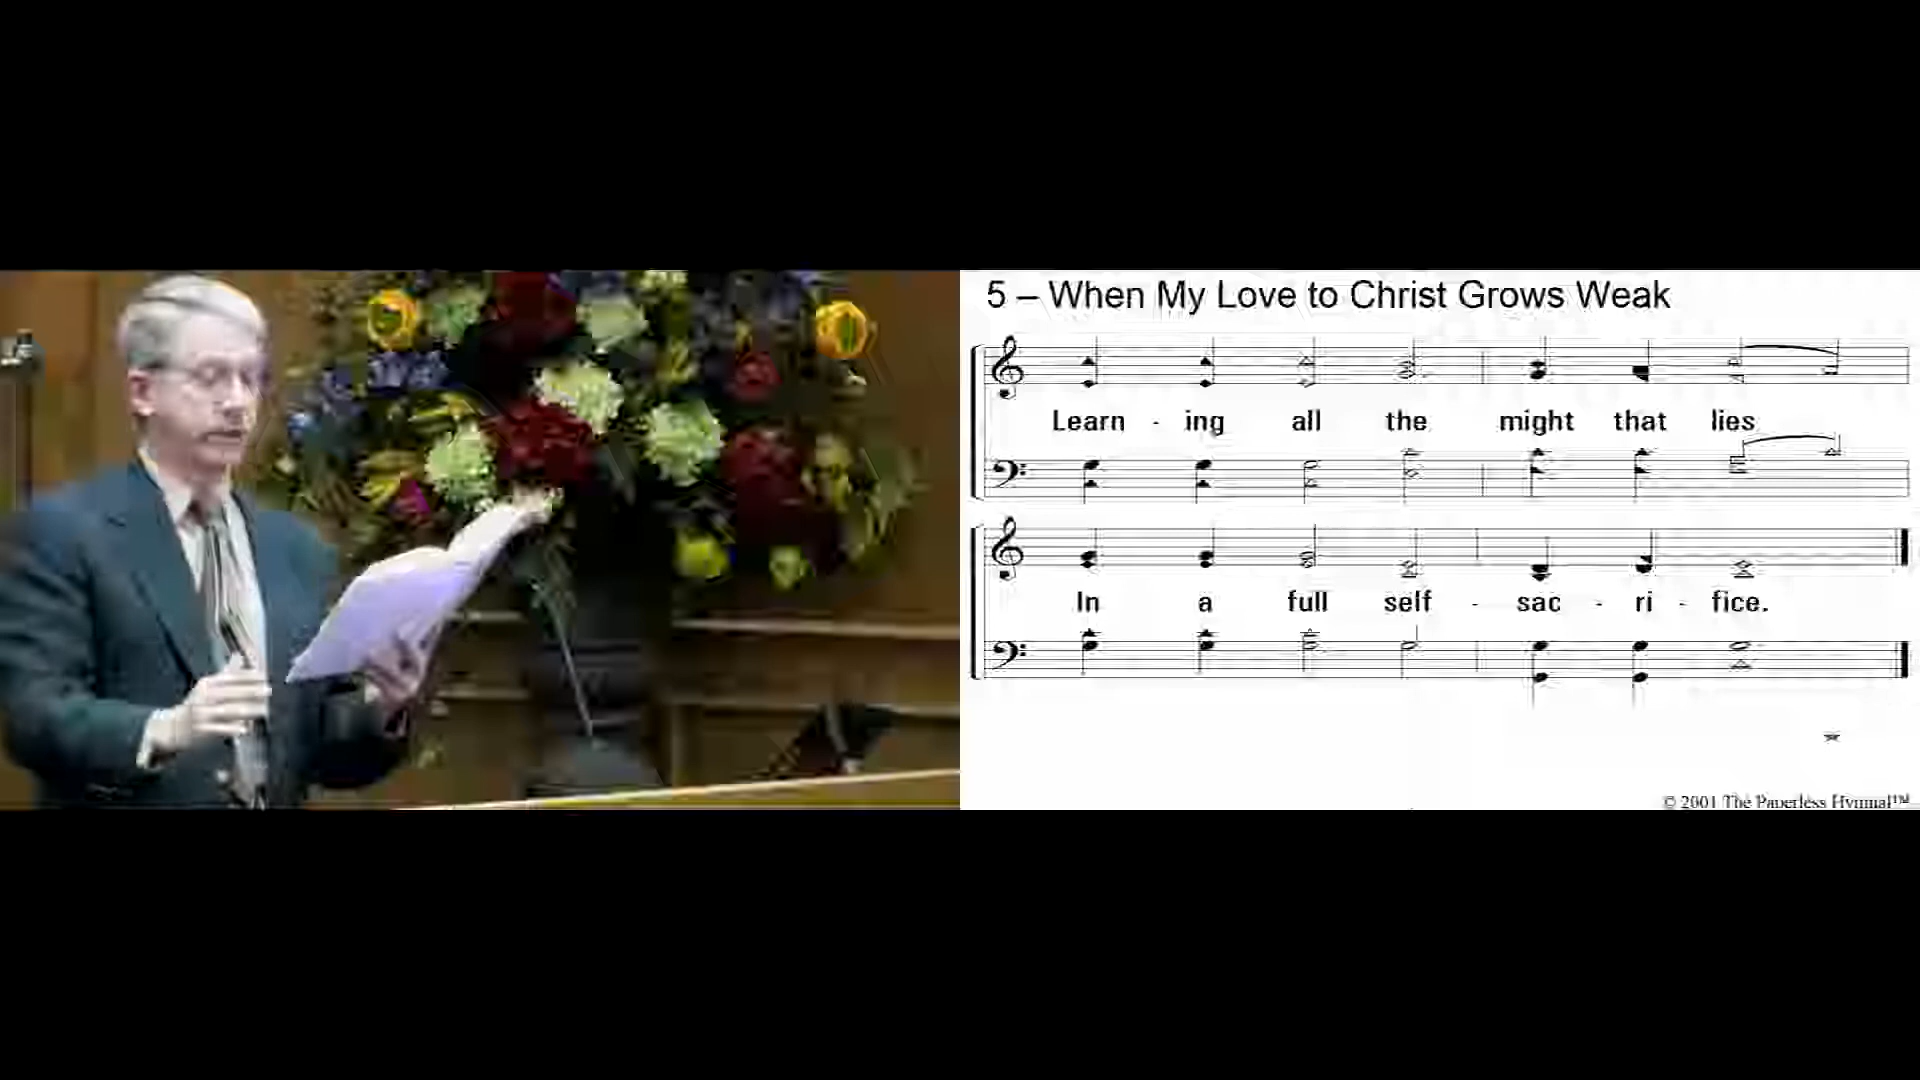 5 – When My Love to Christ Grows Weak
Learn - ing all the might that lies
In a full self - sac - ri - fice.
© 2001 The Paperless Hymnal™